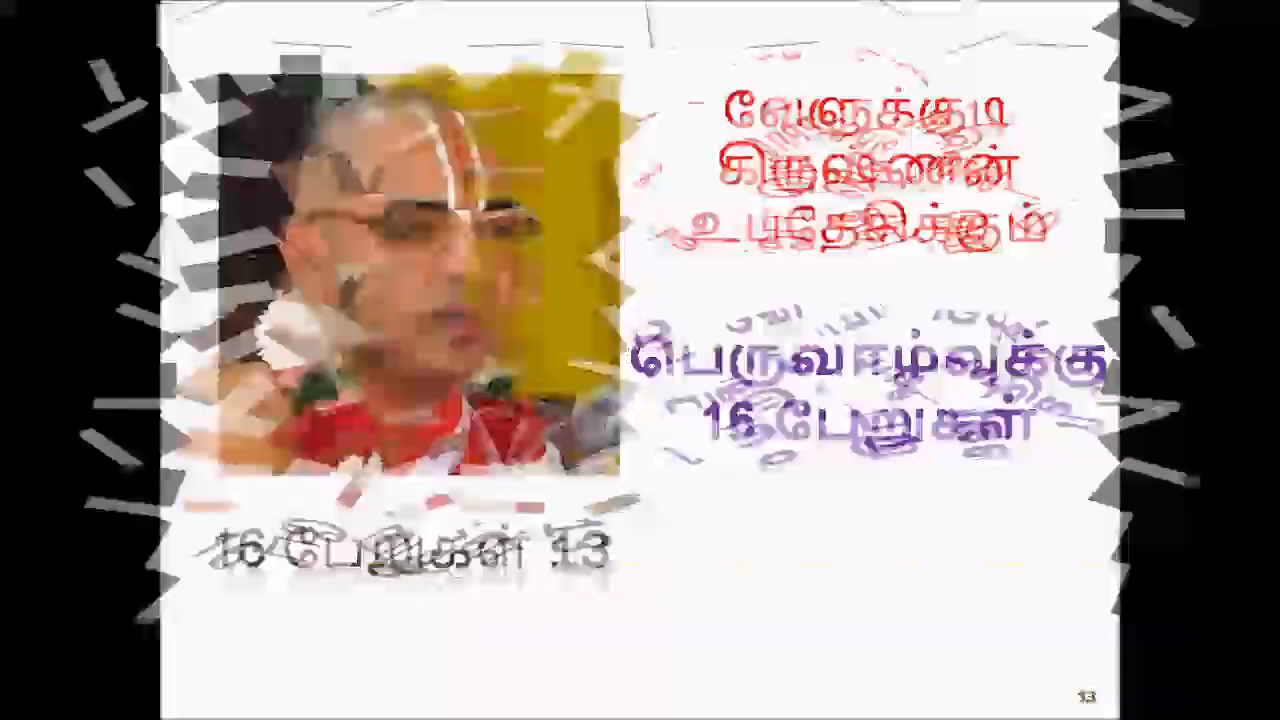 வேளுக்குடி
கிருஷ்ணன்
உபதேசிக்கும்
பெருவாழ்வுக்கு
16 பேறுகள்
16 பேறுகள் 13
13